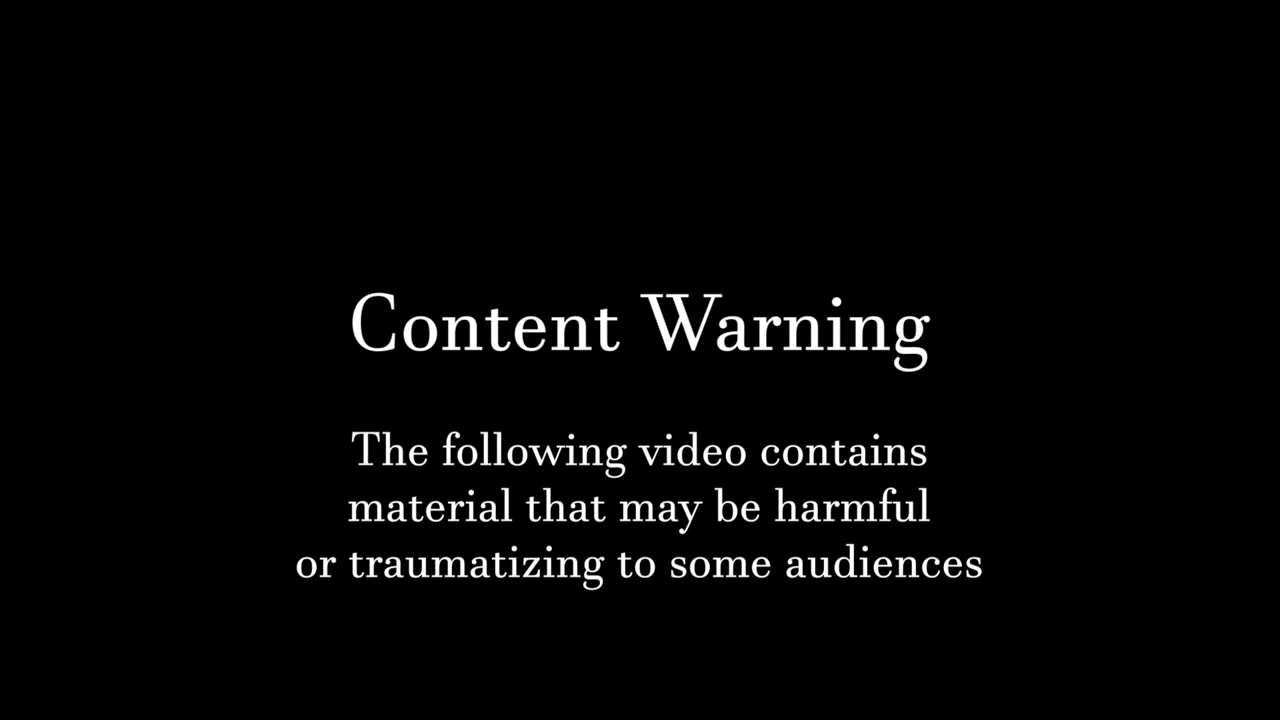 Content Warning
The following video contains
material that may be harmful
or traumatizing to some audiences